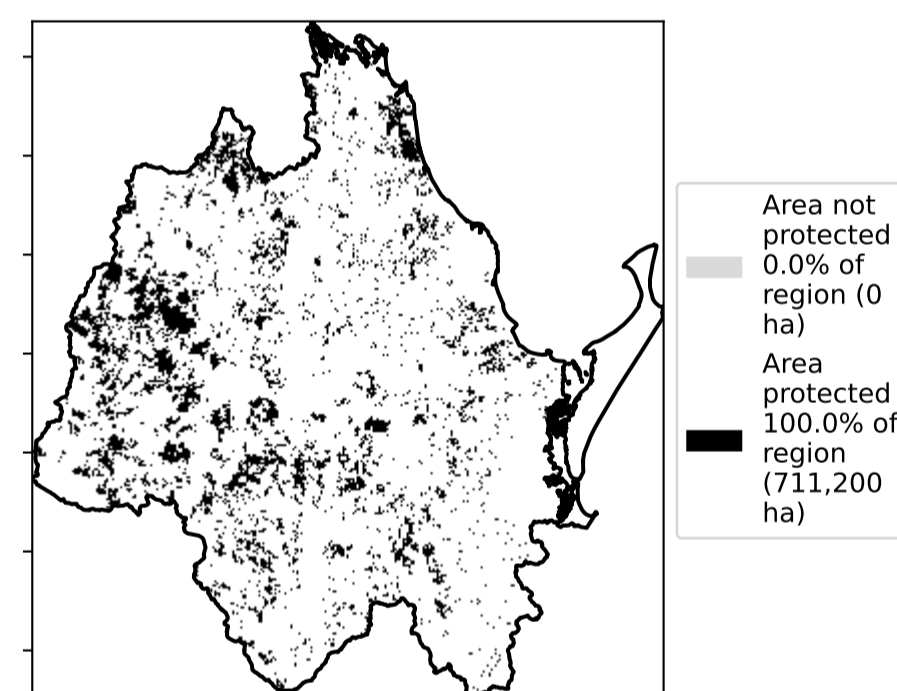 Area not
protected
0.0% of
region (0
ha)
Area
protected
100.0% of
region
(711,200
ha)